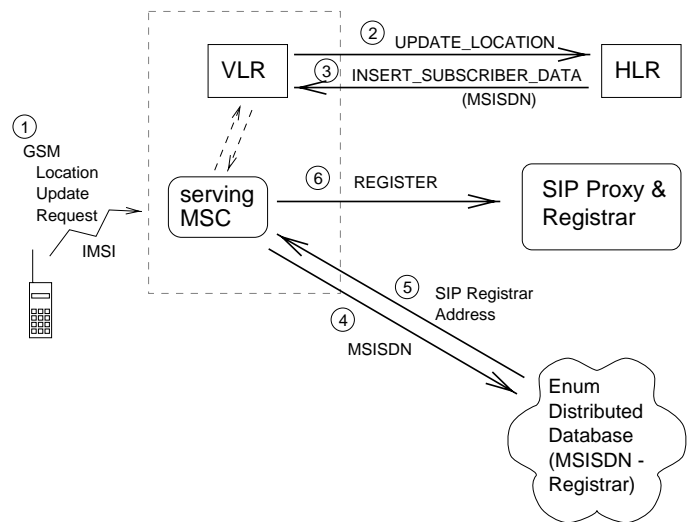 2
UPDATE_LOCATION
VLR
3
INSERT_SUBSCRIBER_DATA
(MSISDN)
HLR
1
GSM
Location
Update
Request
IMSI
serving
MSC
6
REGISTER
SIP Proxy &
Registrar
5
SIP Registrar
Address
4
MSISDN
Enum
Distributed
Database
(MSISDN -
Registrar)